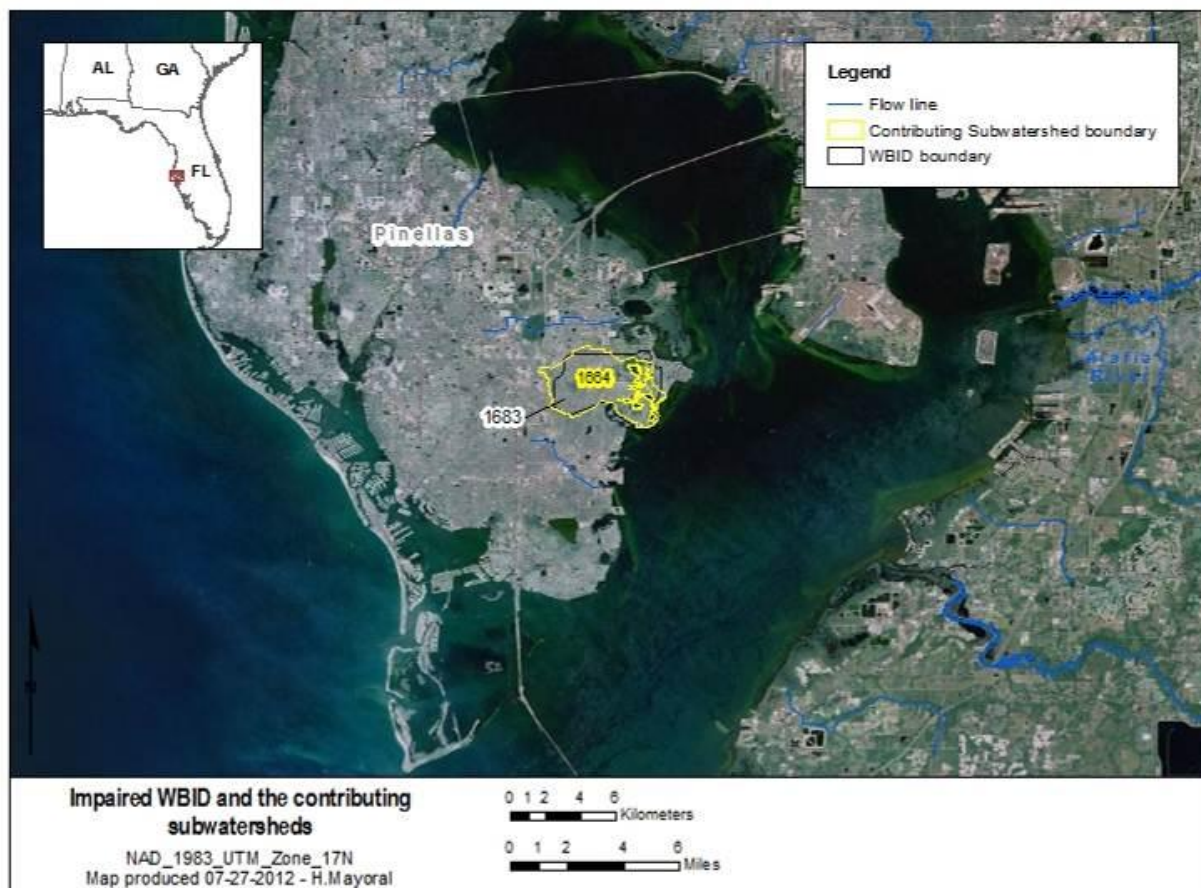 AL
GA
FL
Legend
Flow line
Contributing Subwatershed boundary
WBID boundary
Pinellas
1664
1683
River
N
Impaired WBID and the contributing
subwatersheds
NAD_1983_UTM_Zone_17N
Map produced 07-27-2012 - H.Mayoral
0 1 2 4 6
Kilometers
0 1 2 4 6
Miles